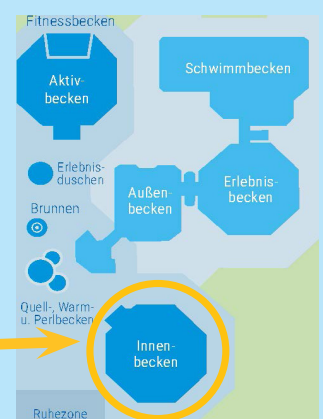 Fitnessbecken
Aktiv-
becken
Schwimmbecken
Erlebnis-
duschen
Außen-
becken
Erlebnis-
becken
Brunnen
Quell-, Warm-
u. Perlbecken
Innen-
becken
Ruhezone